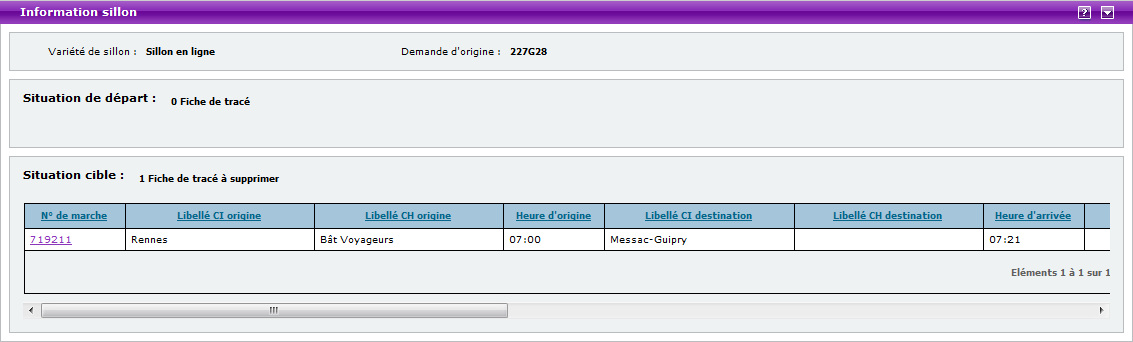 Information sillon
Variété de sillon : Sillon en ligne Demande d'origine : 227G28
Situation de départ : 0 Fiche de tracé
Situation cible : 1 Fiche de tracé à supprimer
N° de marche Libellé CI origine Libellé CH origine Heure d'origine Libellé CI destination Libellé CH destination Heure d'arrivée
719211 Rennes Bât Voyageurs 07:00 Messac-Guipry 07:21
Eléments 1 à 1 sur 1